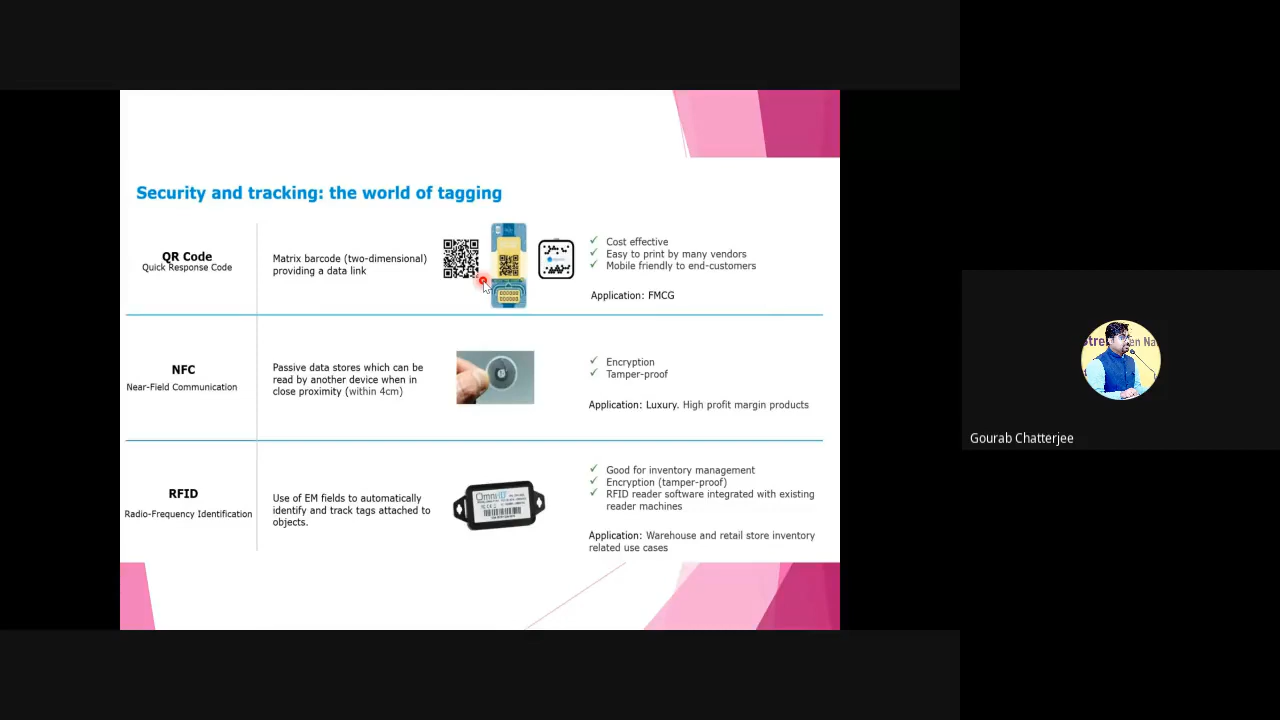 Security and tracking: the world of tagging
QR Code
Quick Response Code
Matrix barcode (two-dimensional)
providing a data link
✓ Cost effective
✓ Easy to print by many vendors
✓ Mobile friendly to end-customers
Application: FMCG
NFC
Near-Field Communication
Passive data stores which can be
read by another device when in
close proximity (within 4cm)
✓ Encryption
✓ Tamper-proof
Application: Luxury. High profit margin products
RFID
Radio-Frequency Identification
Use of EM fields to automatically
identify and track tags attached to
objects.
Omni-ID
✓ Good for inventory management
✓ Encryption (tamper-proof)
✓ RFID reader software integrated with existing
reader machines
Application: Warehouse and retail store inventory
related use cases
Gourab Chatterjee